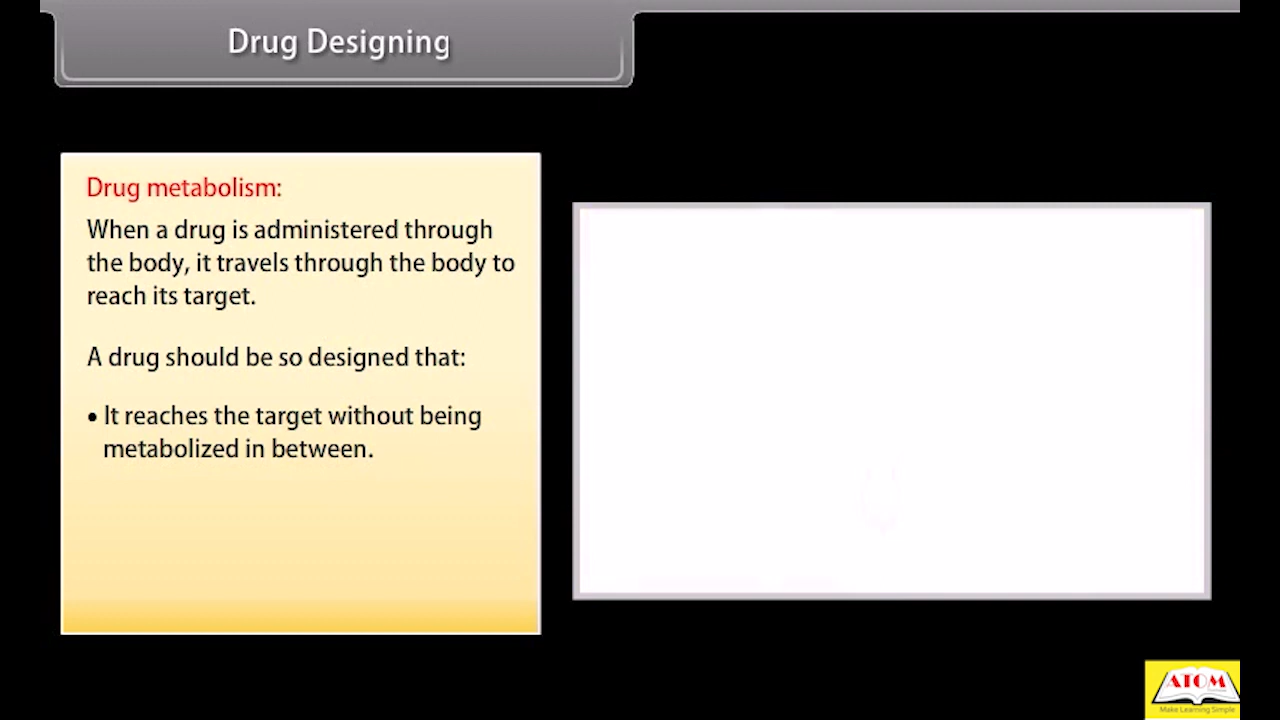 Drug Designing
Drug metabolism:
When a drug is administered through
the body, it travels through the body to
reach its target.
A drug should be so designed that:
• It reaches the target without being
metabolized in between.
ATOM
Make Learning Simple